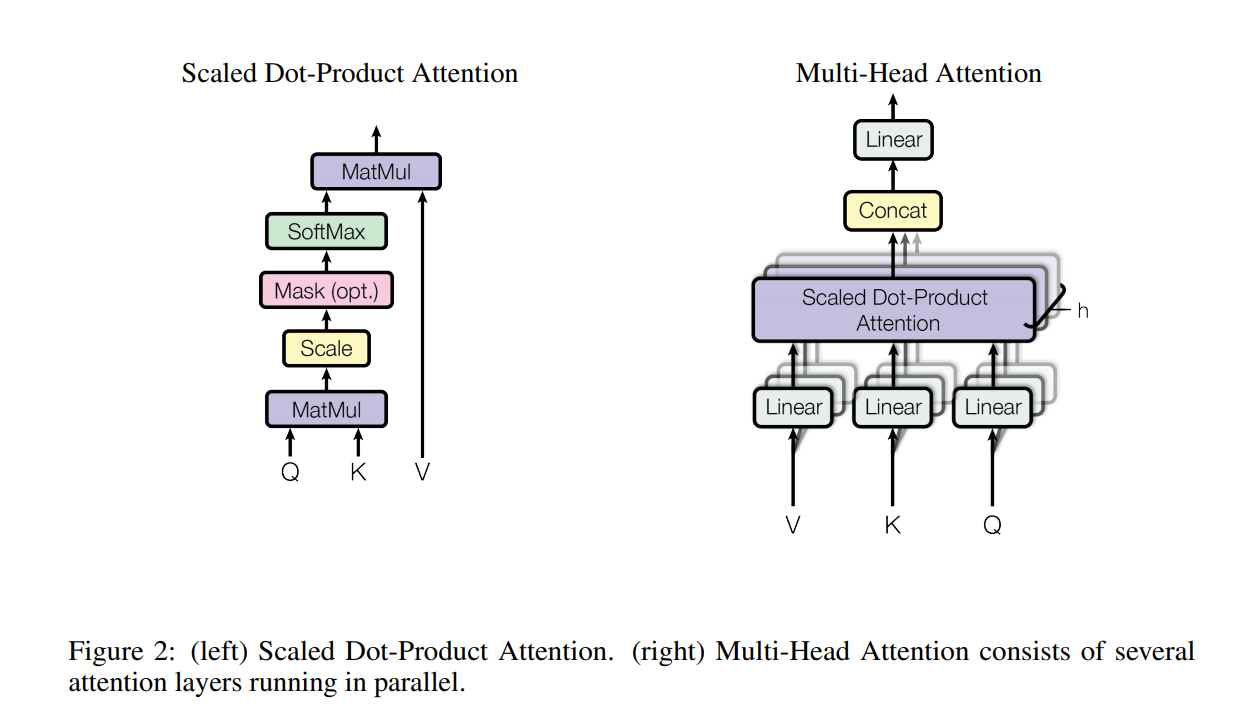 Scaled Dot-Product Attention
MatMul
SoftMax
Mask (opt.)
Scale
MatMul
Q K V
Multi-Head Attention
Linear
Concat
Scaled Dot-Product
Attention
h
Linear Linear Linear
V K Q
Figure 2: (left) Scaled Dot-Product Attention. (right) Multi-Head Attention consists of several
attention layers running in parallel.